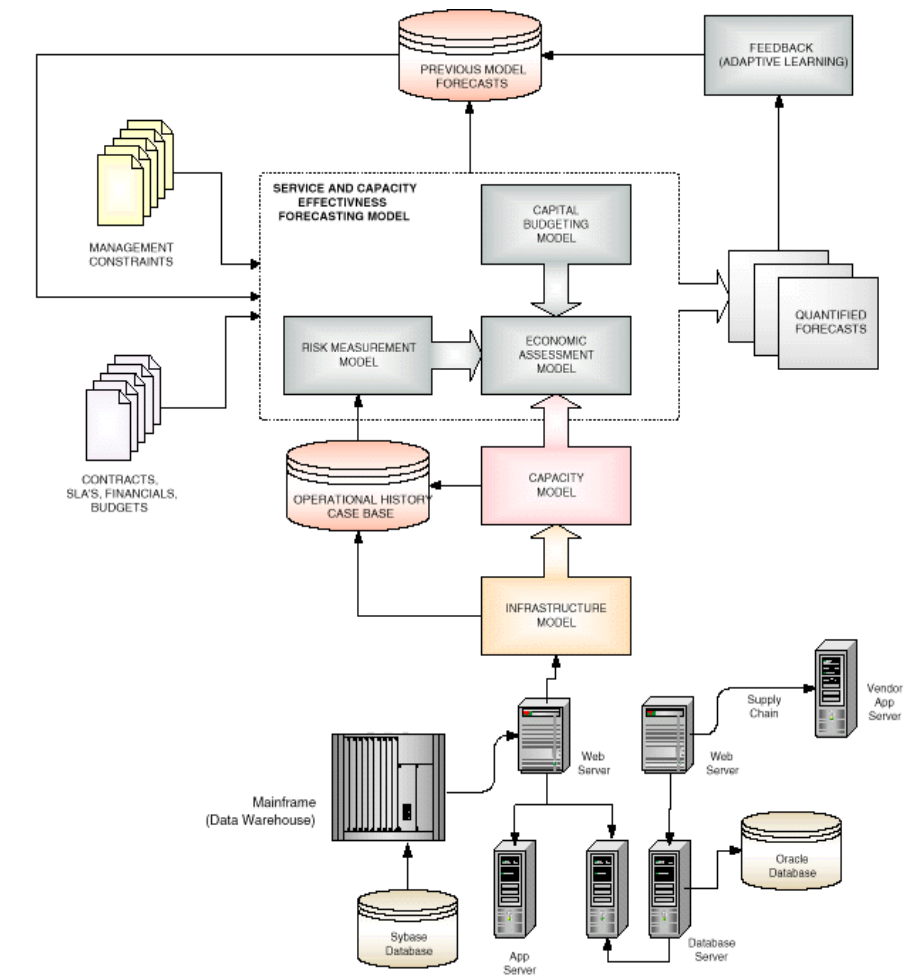 PREVIOUS MODEL
FORECASTS
FEEDBACK
(ADAPTIVE LEARNING)
SERVICE AND CAPACITY
EFFECTIVNESS
FORECASTING MODEL
CAPITAL
BUDGETING
MODEL
MANAGEMENT
CONSTRAINTS
QUANTIFIED
FORECASTS
RISK MEASUREMENT
MODEL
ECONOMIC
ASSESSMENT
MODEL
CONTRACTS,
SLA'S, FINANCIALS,
BUDGETS
OPERATIONAL HISTORY
CASE BASE
CAPACITY
MODEL
INFRASTRUCTURE
MODEL
Supply
Chain
Vendor
App
Server
Web
Server
Web
Server
Mainframe
(Data Warehouse)
Oracle
Database
Sybase
Database
App
Server
Database
Server